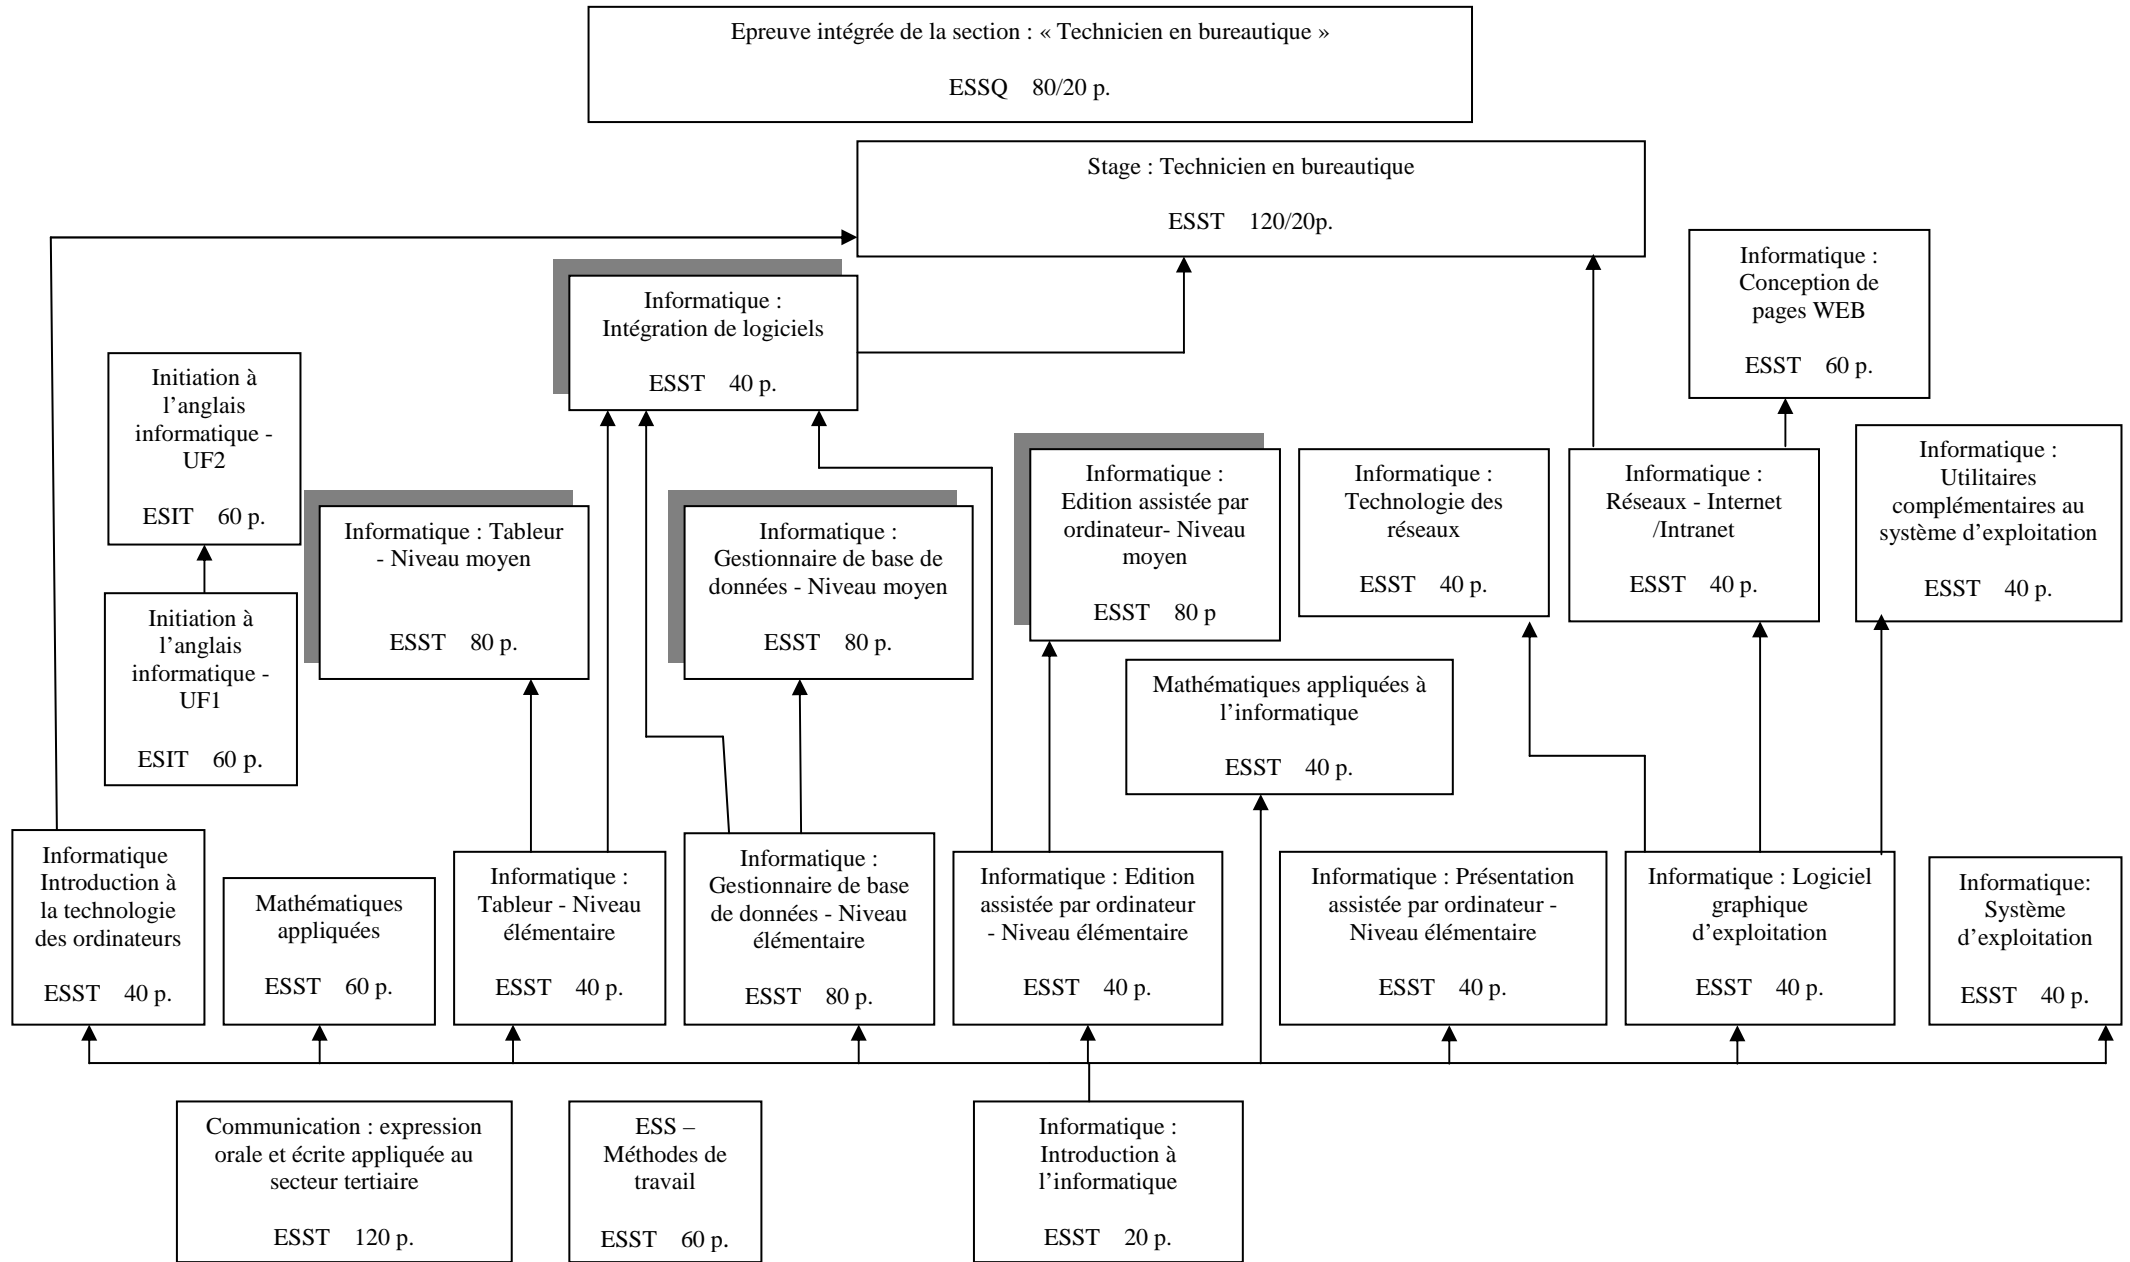 Epreuve intégrée de la section : « Technicien en bureautique »
ESSQ 80/20 p.
Stage : Technicien en bureautique
ESST 120/20p.
Informatique :
Conception de
pages WEB
ESST 60 p.
Informatique :
Intégration de logiciels
ESST 40 p.
Initiation à
l’anglais
informatique -
UF2
ESIT 60 p.
Informatique : Tableur
- Niveau moyen
ESST 80 p.
Informatique :
Gestionnaire de base de
données - Niveau moyen
ESST 80 p.
Informatique :
Edition assistée par
ordinateur- Niveau
moyen
ESST 80 p
Informatique :
Technologie des
réseaux
ESST 40 p.
Informatique :
Réseaux - Internet
/Intranet
ESST 40 p.
Informatique :
Utilitaires
complémentaires au
système d’exploitation
ESST 40 p.
Initiation à
l’anglais
informatique -
UF1
ESIT 60 p.
Mathématiques appliquées à
l’informatique
ESST 40 p.
Informatique
Introduction à
la technologie
des ordinateurs
ESST 40 p.
Mathématiques
appliquées
ESST 60 p.
Informatique :
Tableur - Niveau
élémentaire
ESST 40 p.
Informatique :
Gestionnaire de base
de données - Niveau
élémentaire
ESST 80 p.
Informatique : Edition
assistée par ordinateur
- Niveau élémentaire
ESST 40 p.
Informatique : Présentation
assistée par ordinateur -
Niveau élémentaire
ESST 40 p.
Informatique : Logiciel
graphique
d’exploitation
ESST 40 p.
Informatique:
Système
d’exploitation
ESST 40 p.
Communication : expression
orale et écrite appliquée au
secteur tertiaire
ESST 120 p.
ESS –
Méthodes de
travail
ESST 60 p.
Informatique :
Introduction à
l’informatique
ESST 20 p.